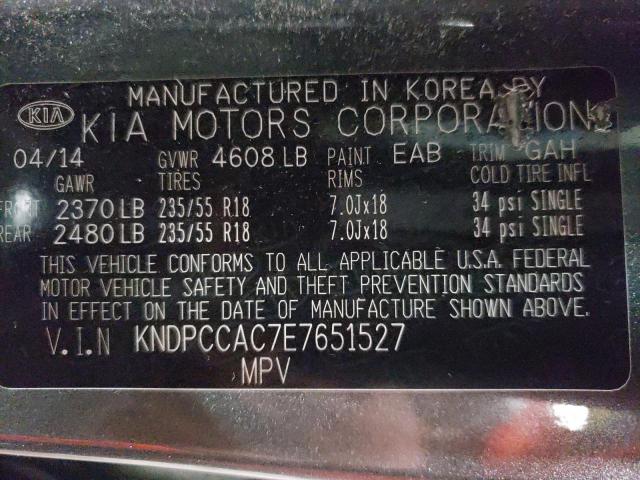 MANUFACTURED IN KOREA BY
KIA KIA MOTORS CORPORATION
04/14 GVWR 4608 LB PAINT EAB TRIM GAH
GAWR TIRES RIMS COLD TIRE INFL
FRONT 2370 LB 235/55 R18 7.0Jx18 34 psi SINGLE
REAR 2480 LB 235/55 R18 7.0Jx18 34 psi SINGLE
THIS VEHICLE CONFORMS TO ALL APPLICABLE U.S.A. FEDERAL
MOTOR VEHICLE SAFETY AND THEFT PREVENTION STANDARDS
IN EFFECT ON THE DATE OF MANUFACTURE SHOWN ABOVE.
V.I.N KNDPCCAC7E7651527
MPV